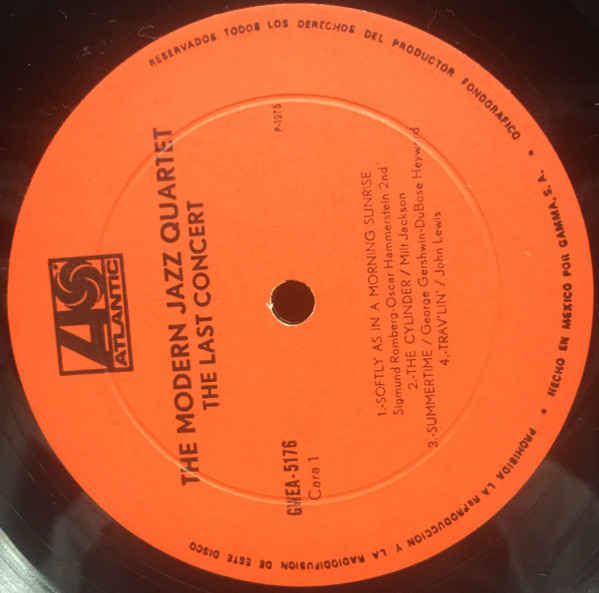 ATLANTIC
THE MODERN JAZZ QUARTET
THE LAST CONCERT
GWEA-5176
Cara 1
P-1975
1.-SOFTLY AS IN A MORNING SUNRISE
Sigmund Romberg-Oscar Hammerstein 2nd
2.-THE CYLINDER / Milt Jackson
3.-SUMMERTIME / George Gershwin-DuBose Heyward
4.-TRAV'LIN' / John Lewis
RESERVADOS TODOS LOS DERECHOS DEL PRODUCTOR FONOGRAFICO • HECHO EN MEXICO POR GAMMA, S. A. • PROHIBIDA LA REPRODUCCION Y LA RADIODIFUSION DE ESTE DISCO